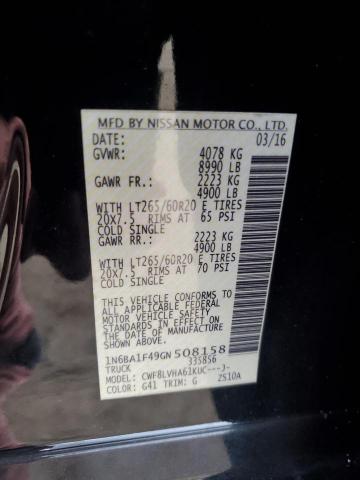 MFD BY NISSAN MOTOR CO., LTD.
DATE: 03/16
GVWR: 4078 KG
8990 LB
GAWR FR.: 2223 KG
4900 LB
WITH LT265/60R20 E TIRES
20X7.5 RIMS AT 65 PSI
COLD SINGLE
GAWR RR.: 2223 KG
4900 LB
WITH LT265/60R20 E TIRES
20X7.5 RIMS AT 70 PSI
COLD SINGLE
THIS VEHICLE CONFORMS TO
ALL APPLICABLE FEDERAL
MOTOR VEHICLE SAFETY
STANDARDS IN EFFECT ON
THE DATE OF MANUFACTURE
1N6BA1F49GN508158
TRUCK 335856
MODEL: CWF8LVHA61KUC---J-
COLOR: G41 TRIM: G ZS10A